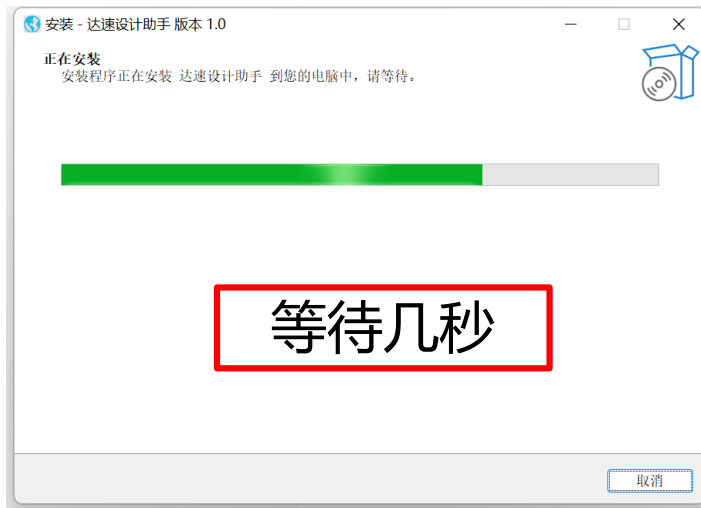 安装 - 达速设计助手 版本 1.0
正在安装
安装程序正在安装 达速设计助手 到您的电脑中，请等待。
等待几秒
取消